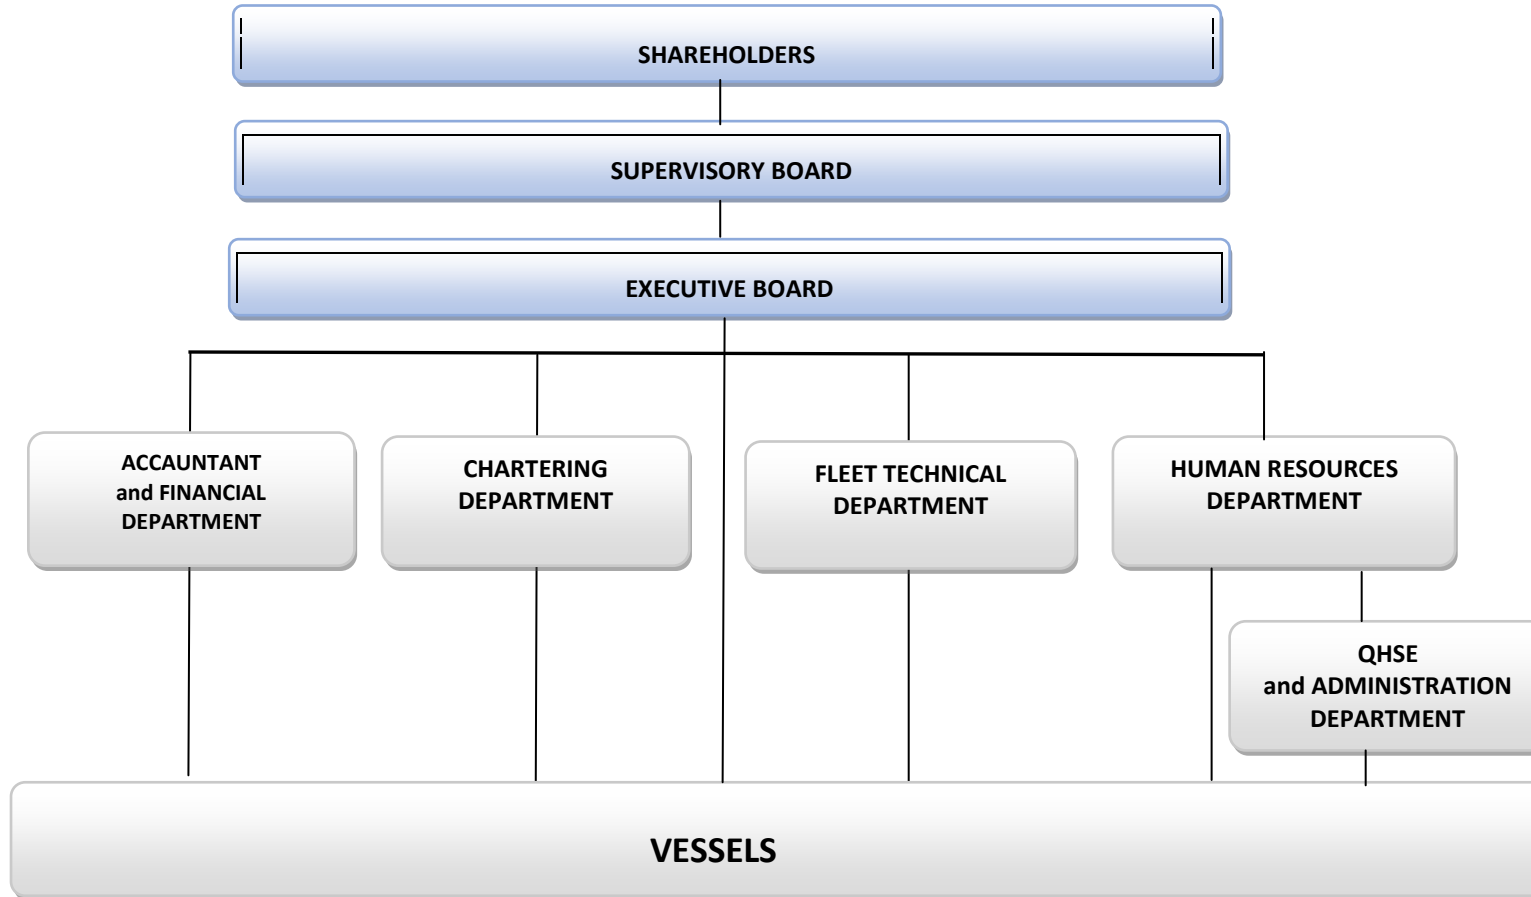 SHAREHOLDERS
SUPERVISORY BOARD
EXECUTIVE BOARD
ACCAUNTANT
and FINANCIAL
DEPARTMENT
CHARTERING
DEPARTMENT
FLEET TECHNICAL
DEPARTMENT
HUMAN RESOURCES
DEPARTMENT
QHSE
and ADMINISTRATION
DEPARTMENT
VESSELS